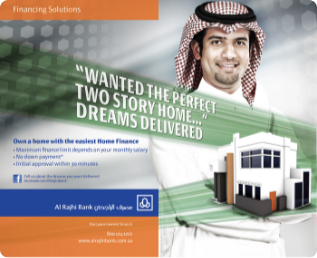 Financing Solutions
"WANTED THE PERFECT
TWO STORY HOME..."
DREAMS DELIVERED
Own a home with the easiest Home Finance
• Maximum finance limit depends on your monthly salary
• No down payment*
• Initial approval within 30 minutes
Al Rajhi Bank مصرف الراجحي
www.alrajhibank.com.sa